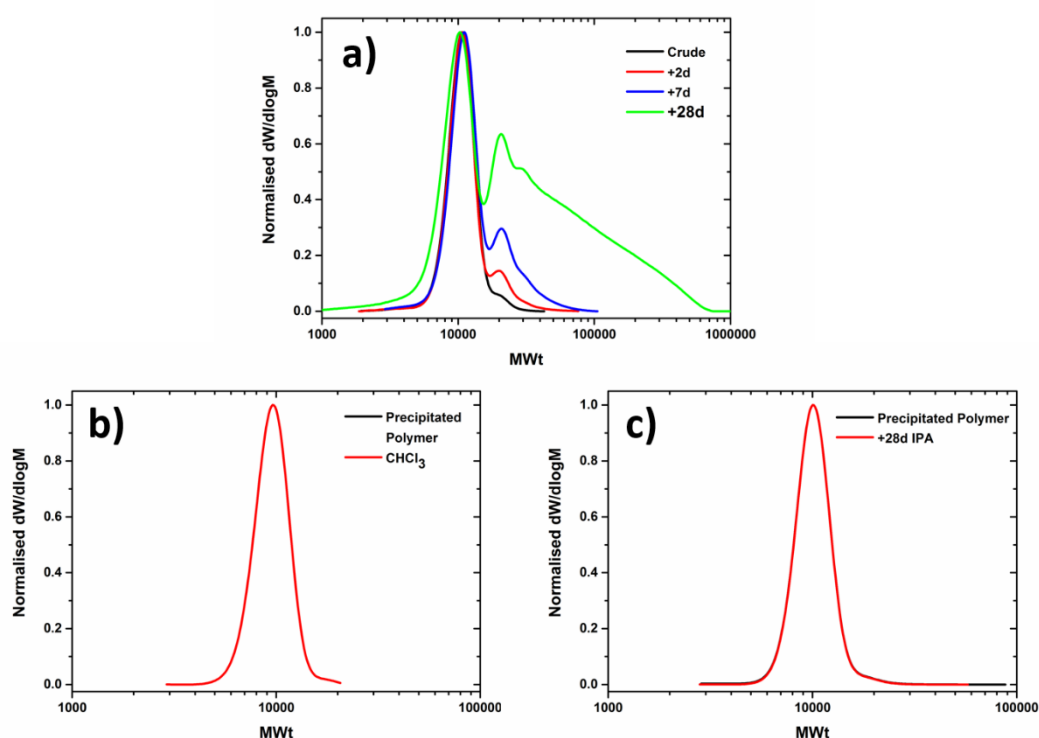 a)
Normalised dW/dlogM
1.0
0.8
0.6
0.4
0.2
0.0
Crude
+2d
+7d
+28d
1000 10000 100000 1000000
MWt
b)
Normalised dW/dlogM
1.0
0.8
0.6
0.4
0.2
0.0
Precipitated
Polymer
CHCl3
1000 10000 100000
MWt
c)
Normalised dW/dlogM
1.0
0.8
0.6
0.4
0.2
0.0
Precipitated Polymer
+28d IPA
1000 10000 100000
MWt